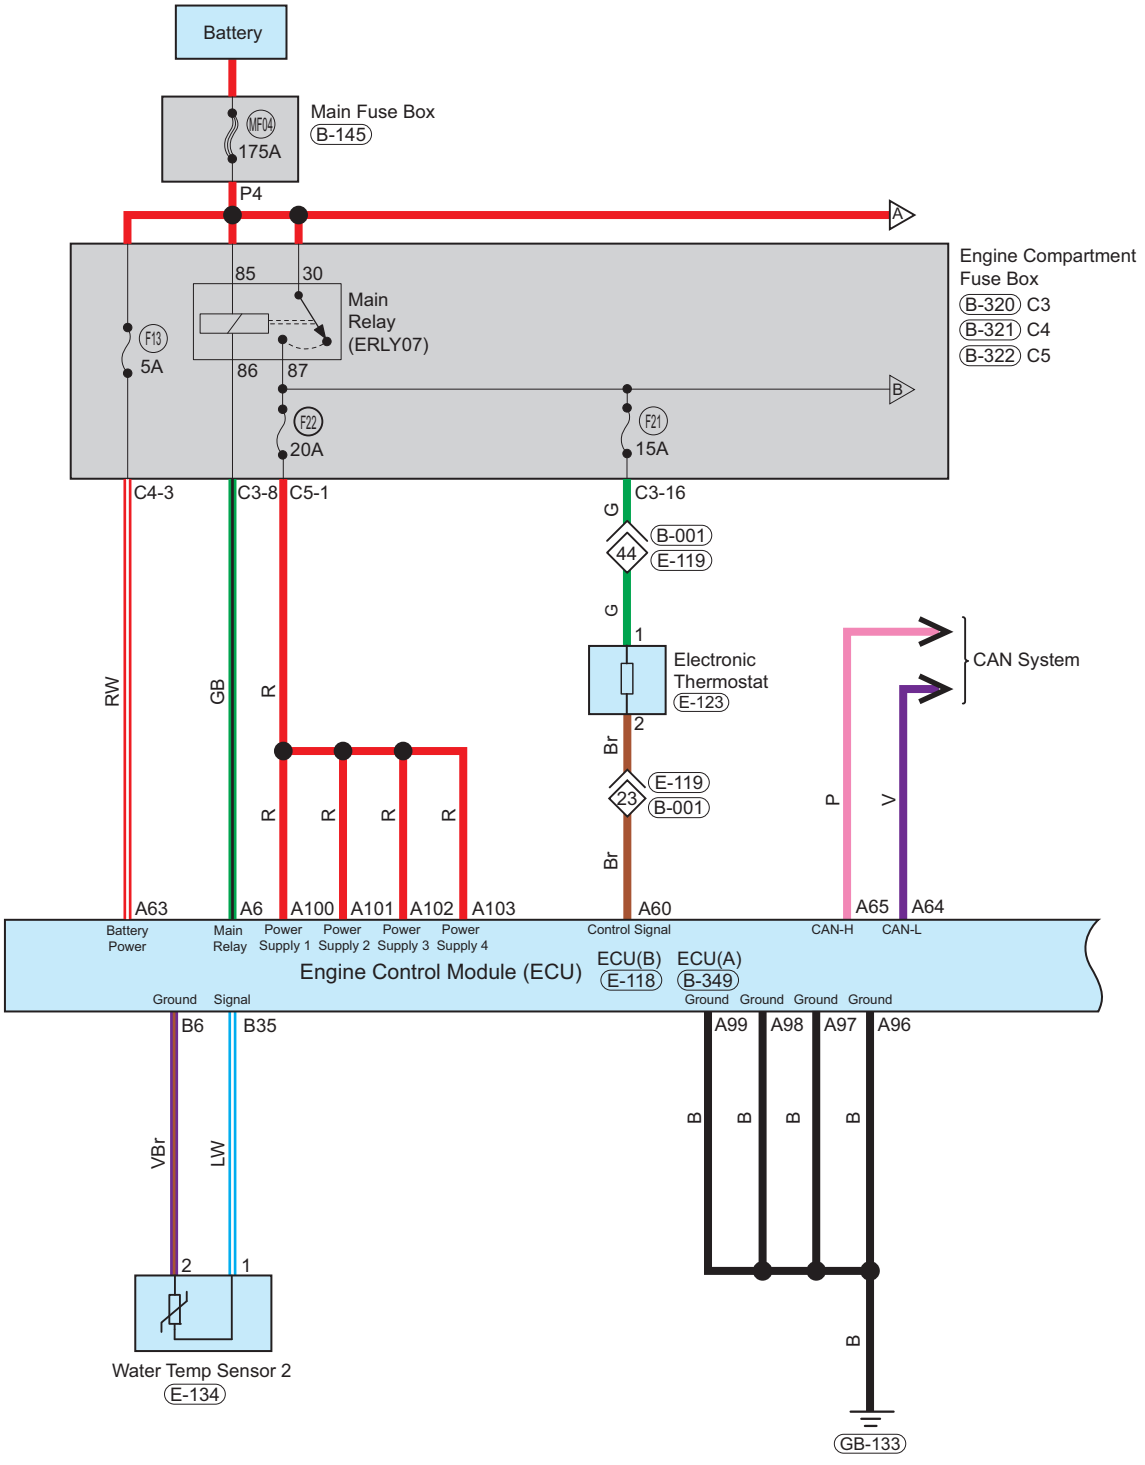 Battery
MF04
175A
Main Fuse Box
B-145
P4
A
85
30
Main
Relay
(ERLY07)
F13
5A
86
87
B
F22
20A
F21
15A
Engine Compartment
Fuse Box
B-320 C3
B-321 C4
B-322 C5
C4-3
C3-8
C5-1
C3-16
G
44
B-001
E-119
G
1
Electronic
Thermostat
E-123
2
CAN System
RW
GB
R
Br
23
E-119
B-001
R
R
R
R
Br
P
V
A63
A6
A100
A101
A102
A103
A60
A65
A64
Battery
Power
Main
Relay
Power
Supply 1
Power
Supply 2
Power
Supply 3
Power
Supply 4
Control Signal
CAN-H
CAN-L
Engine Control Module (ECU)
ECU(B)
E-118
ECU(A)
B-349
Ground
Signal
Ground
Ground
Ground
Ground
B6
B35
A99
A98
A97
A96
VBr
LW
B
B
B
B
2
1
Water Temp Sensor 2
E-134
B
GB-133